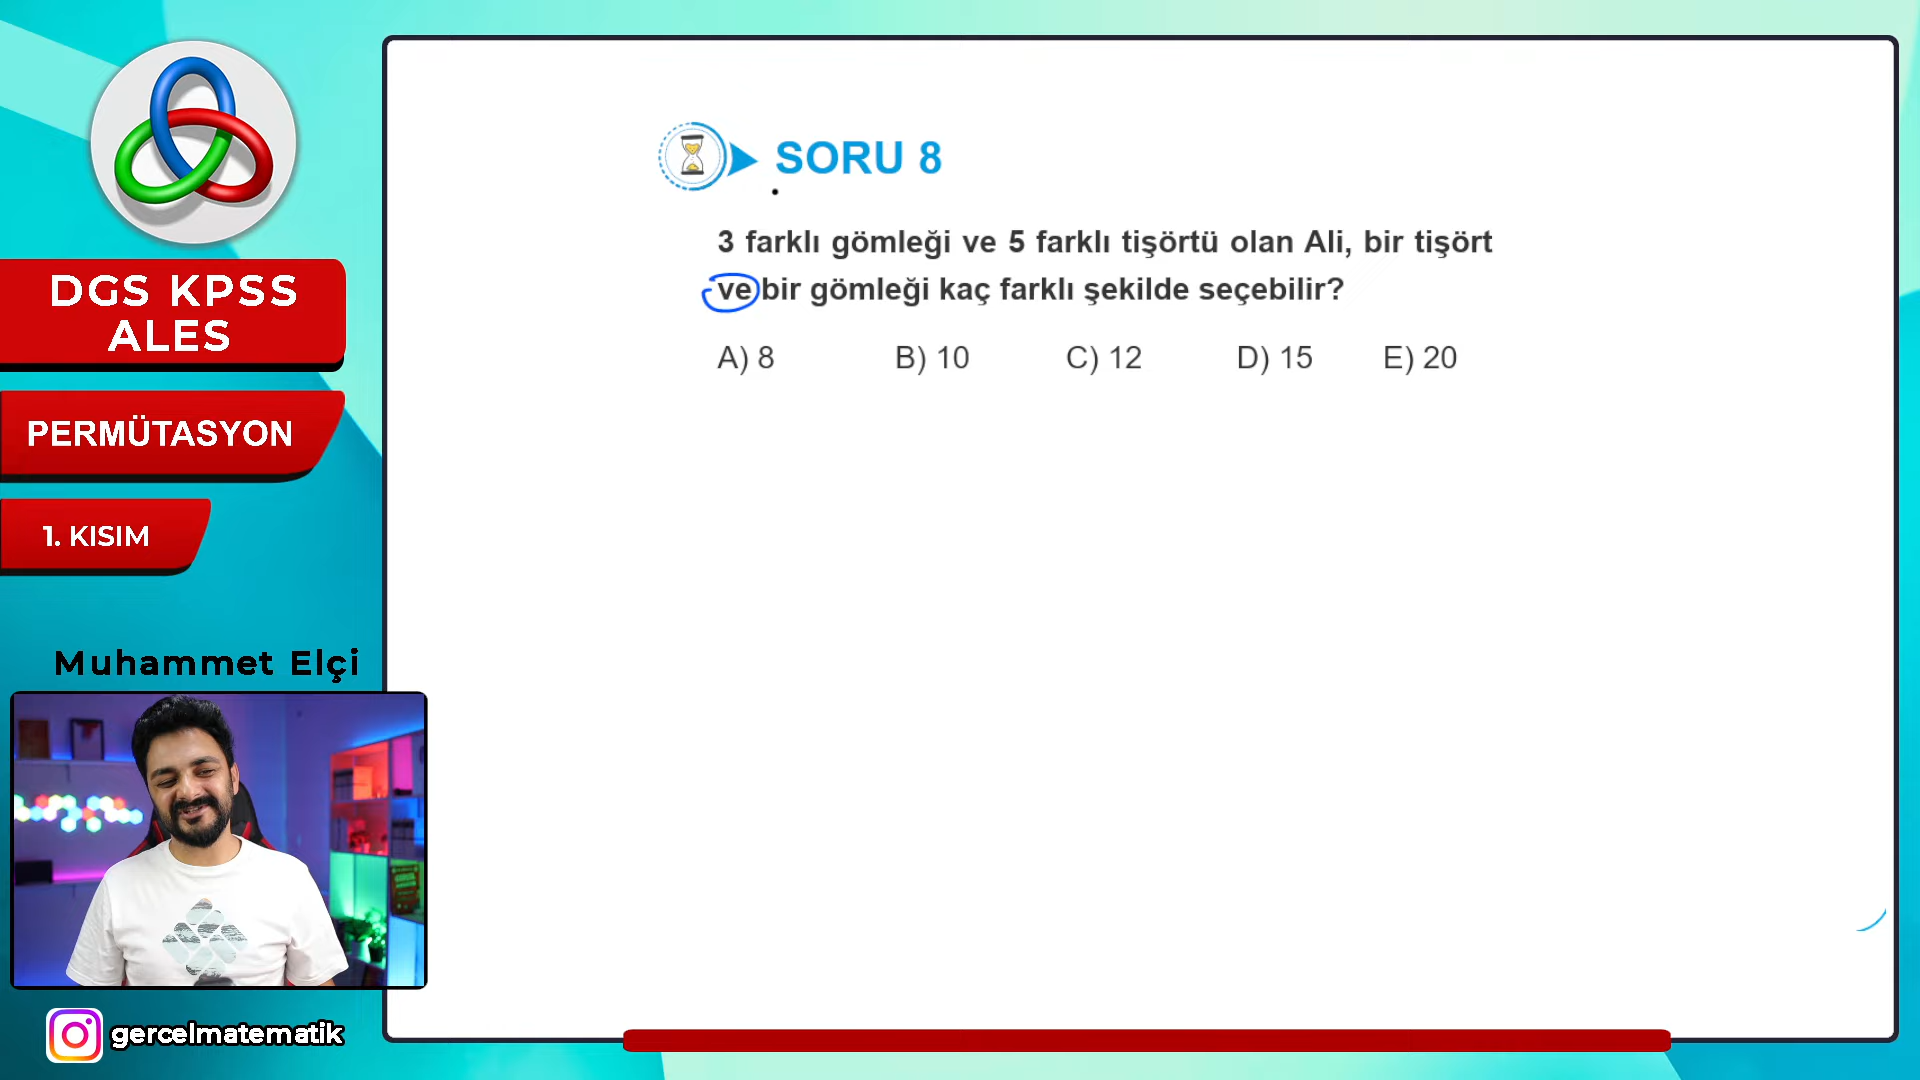 DGS KPSS
ALES
PERMÜTASYON
1. KISIM
Muhammet Elçi
gercelmatematik
SORU 8
3 farklı gömleği ve 5 farklı tişörtü olan Ali, bir tişört
ve bir gömleği kaç farklı şekilde seçebilir?
A) 8 B) 10 C) 12 D) 15 E) 20